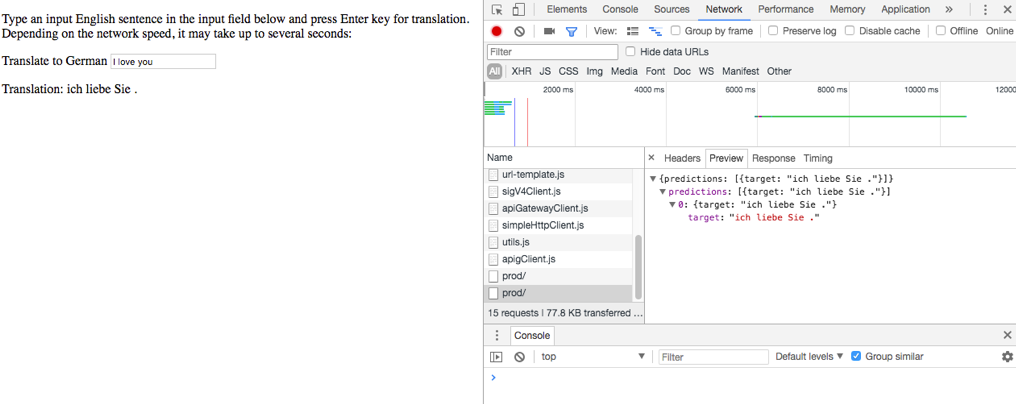 Type an input English sentence in the input field below and press Enter key for translation.
Depending on the network speed, it may take up to several seconds:
Translate to German I love you
Translation: ich liebe Sie .
Elements Console Sources Network Performance Memory Application »
View: Group by frame Preserve log Disable cache Offline Online
Filter Hide data URLs
All XHR JS CSS Img Media Font Doc WS Manifest Other
2000 ms 4000 ms 6000 ms 8000 ms 10000 ms 12000
Name
url-template.js
sigV4Client.js
apiGatewayClient.js
simpleHttpClient.js
utils.js
apigClient.js
prod/
prod/
15 requests | 77.8 KB transferred ...
× Headers Preview Response Timing
▼{predictions: [{target: "ich liebe Sie ."}]}
▼predictions: [{target: "ich liebe Sie ."}]
▼0: {target: "ich liebe Sie ."}
target: "ich liebe Sie ."
Console
top Filter Default levels ▼ Group similar